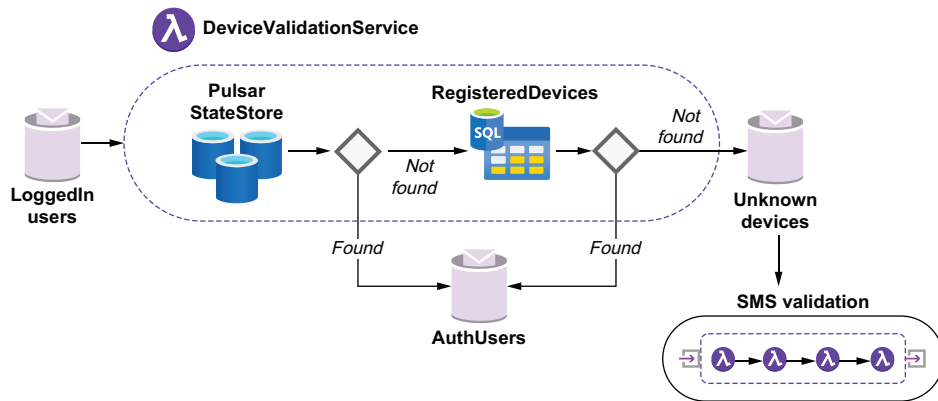 DeviceValidationService
Pulsar
StateStore
RegisteredDevices
SQL
Not
found
Not
found
LoggedIn
users
Unknown
devices
Found
Found
AuthUsers
SMS validation
λ
λ
λ
λ
λ